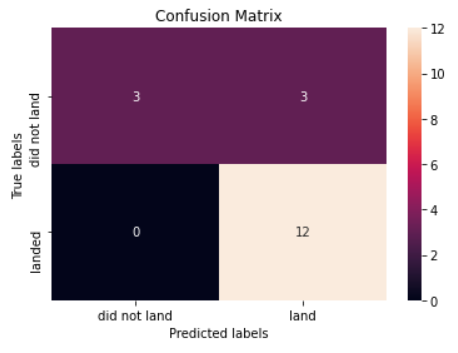 Confusion Matrix
True labels
did not land
landed
3
3
0
12
did not land
land
Predicted labels
12
10
8
6
4
2
0